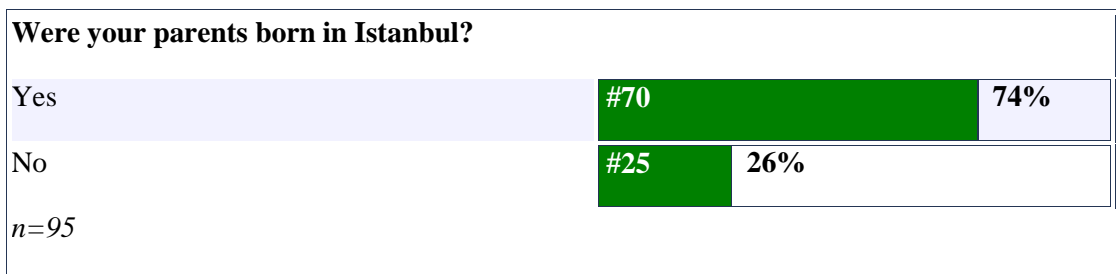 Were your parents born in Istanbul?
Yes #70 74%
No #25 26%
n=95